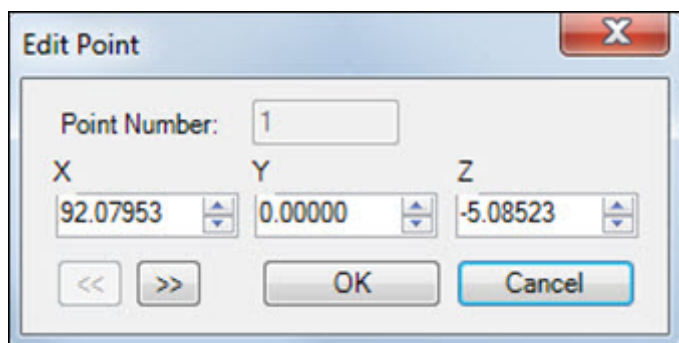 Edit Point
X
Point Number: 1
X Y Z
92.07953 0.00000 -5.08523
<< >> OK Cancel